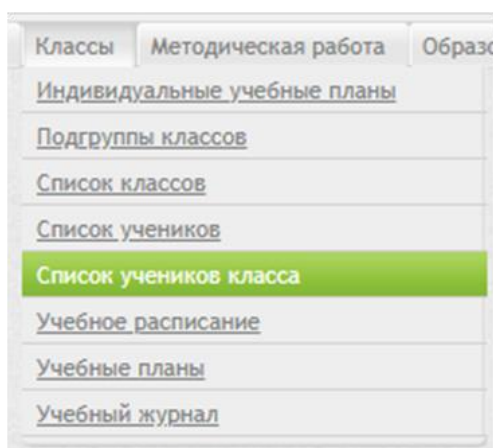 Классы Методическая работа Образо
Индивидуальные учебные планы
Подгруппы классов
Список классов
Список учеников
Список учеников класса
Учебное расписание
Учебные планы
Учебный журнал